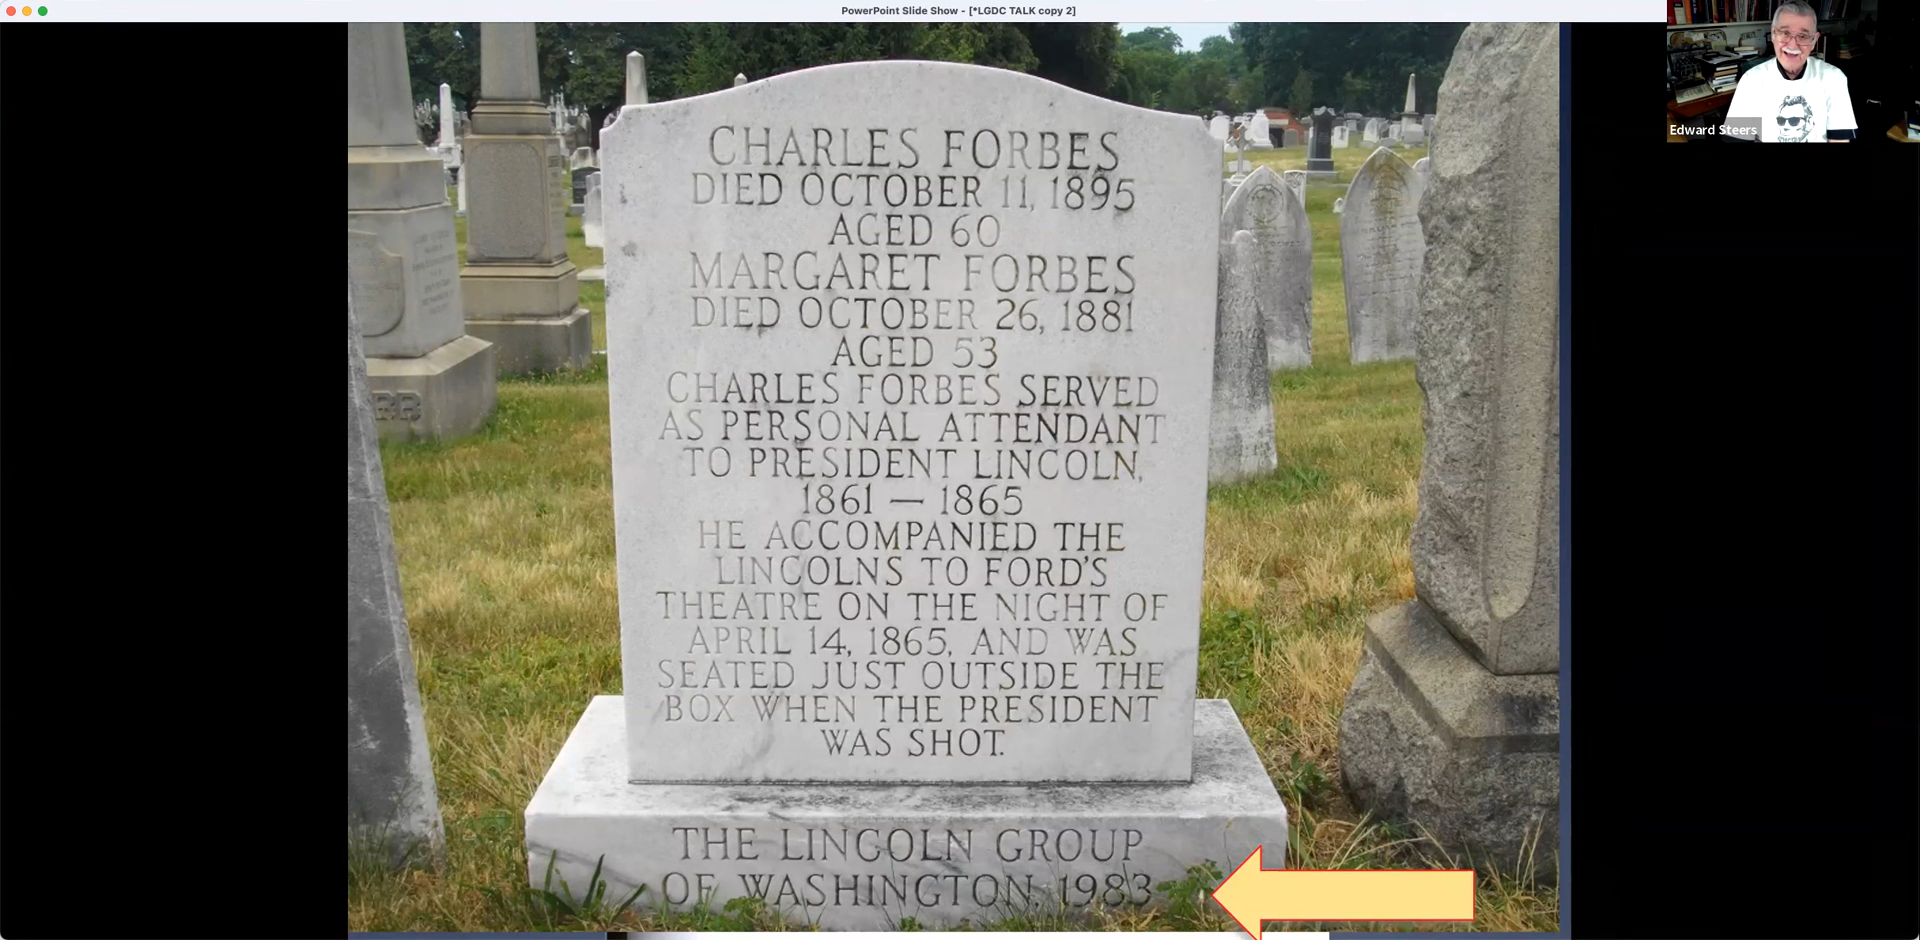 PowerPoint Slide Show - [*LGDC TALK copy 2]
Edward Steers
CHARLES FORBES
DIED OCTOBER 11, 1895
AGED 60
MARGARET FORBES
DIED OCTOBER 26, 1881
AGED 53
CHARLES FORBES SERVED
AS PERSONAL ATTENDANT
TO PRESIDENT LINCOLN,
1861 — 1865
HE ACCOMPANIED THE
LINCOLNS TO FORD'S
THEATRE ON THE NIGHT OF
APRIL 14, 1865, AND WAS
SEATED JUST OUTSIDE THE
BOX WHEN THE PRESIDENT
WAS SHOT.
THE LINCOLN GROUP
OF WASHINGTON, 1983